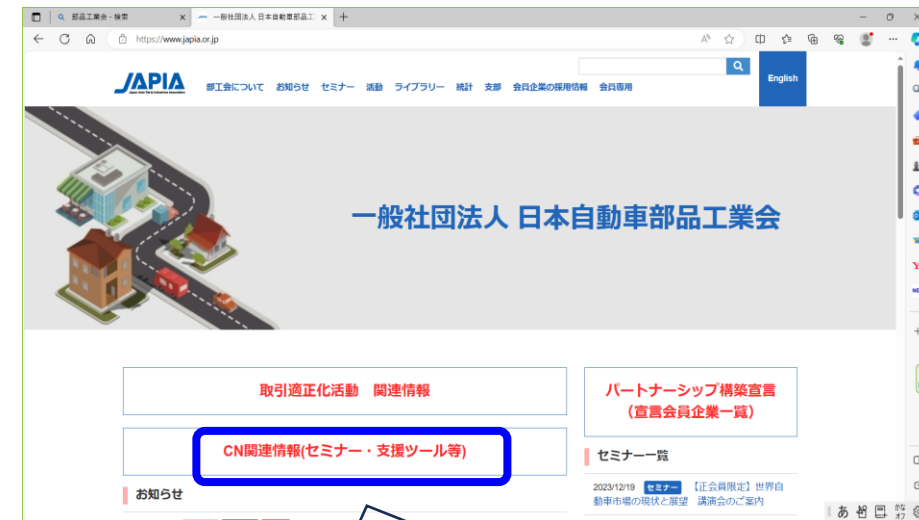 部品工業会 - 検索
一般社団法人 日本自動車部品工
https://www.japia.or.jp
JAPIA
部工会について お知らせ セミナー 活動 ライブラリー 統計 支部 会員企業の採用情報 会員専用
English
一般社団法人 日本自動車部品工業会
取引適正化活動 関連情報
パートナーシップ構築宣言
（宣言会員企業一覧）
CN関連情報(セミナー・支援ツール等)
セミナー一覧
お知らせ
2023/12/19 セミナー 【正会員限定】世界自
動車市場の現状と展望 講演会のご案内
あ